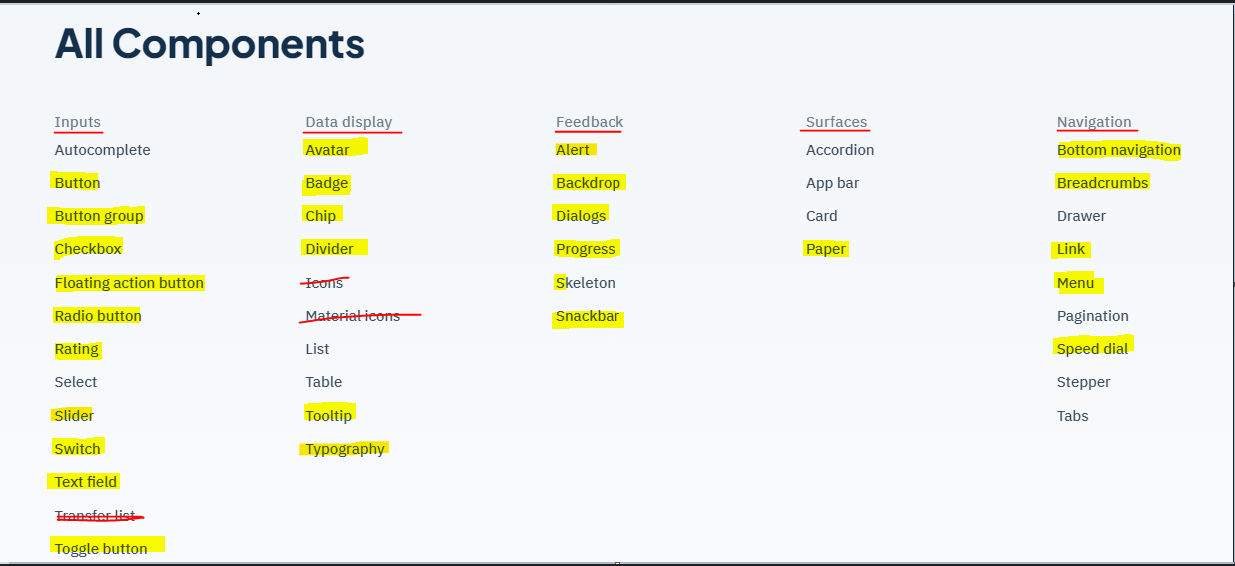 All Components
Inputs
Autocomplete
Button
Button group
Checkbox
Floating action button
Radio button
Rating
Select
Slider
Switch
Text field
Transfer list
Toggle button
Data display
Avatar
Badge
Chip
Divider
Icons
Material icons
List
Table
Tooltip
Typography
Feedback
Alert
Backdrop
Dialogs
Progress
Skeleton
Snackbar
Surfaces
Accordion
App bar
Card
Paper
Navigation
Bottom navigation
Breadcrumbs
Drawer
Link
Menu
Pagination
Speed dial
Stepper
Tabs